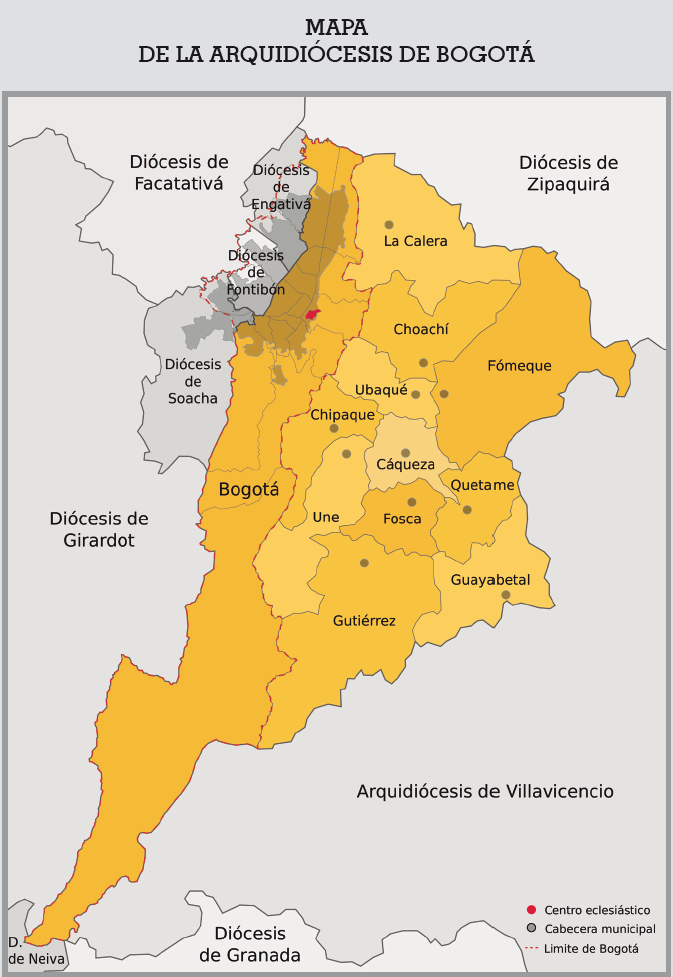 MAPA
DE LA ARQUIDIÓCESIS DE BOGOTÁ
Diócesis de
Facatativá
Diócesis
de
Engativá
Diócesis de
Zipaquirá
La Calera
Diócesis
de
Fontibón
Choachí
Fómeque
Diócesis
de
Soacha
Ubaqué
Chipaque
Cáqueza
Bogotá
Quetame
Diócesis de
Girardot
Une
Fosca
Guayabetal
Gutiérrez
Arquidiócesis de Villavicencio
Centro eclesiástico
Cabecera municipal
Limite de Bogotá
Diócesis
de Granada
D.
de Neiva